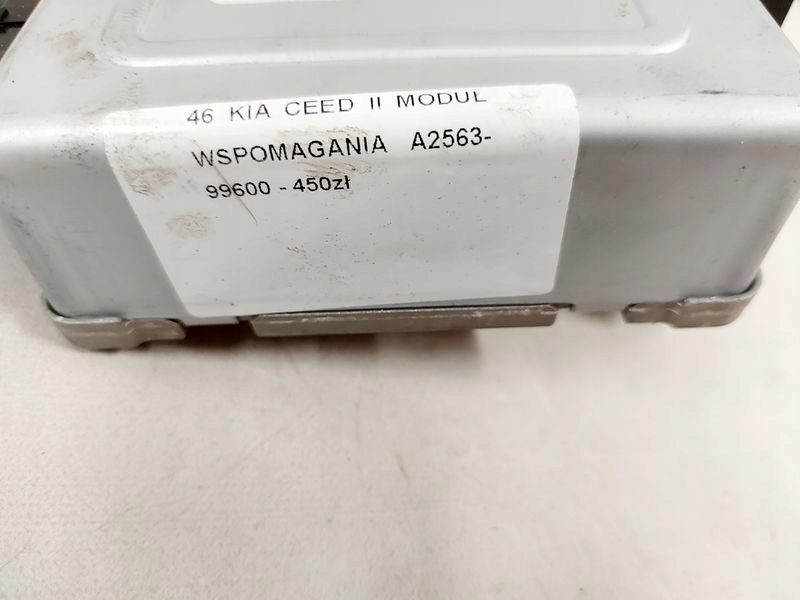 46 KIA CEED II MODUŁ
WSPOMAGANIA A2563-
99600 - 450zł